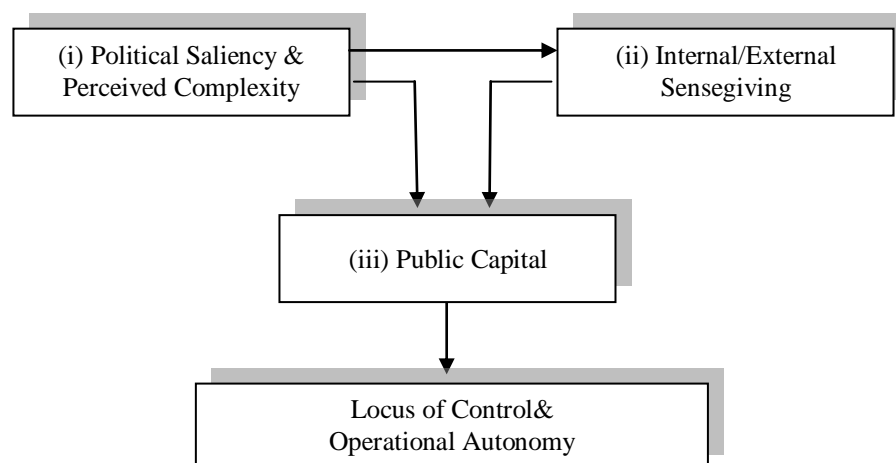 (i) Political Saliency &
Perceived Complexity
(ii) Internal/External
Sensegiving
(iii) Public Capital
Locus of Control&
Operational Autonomy